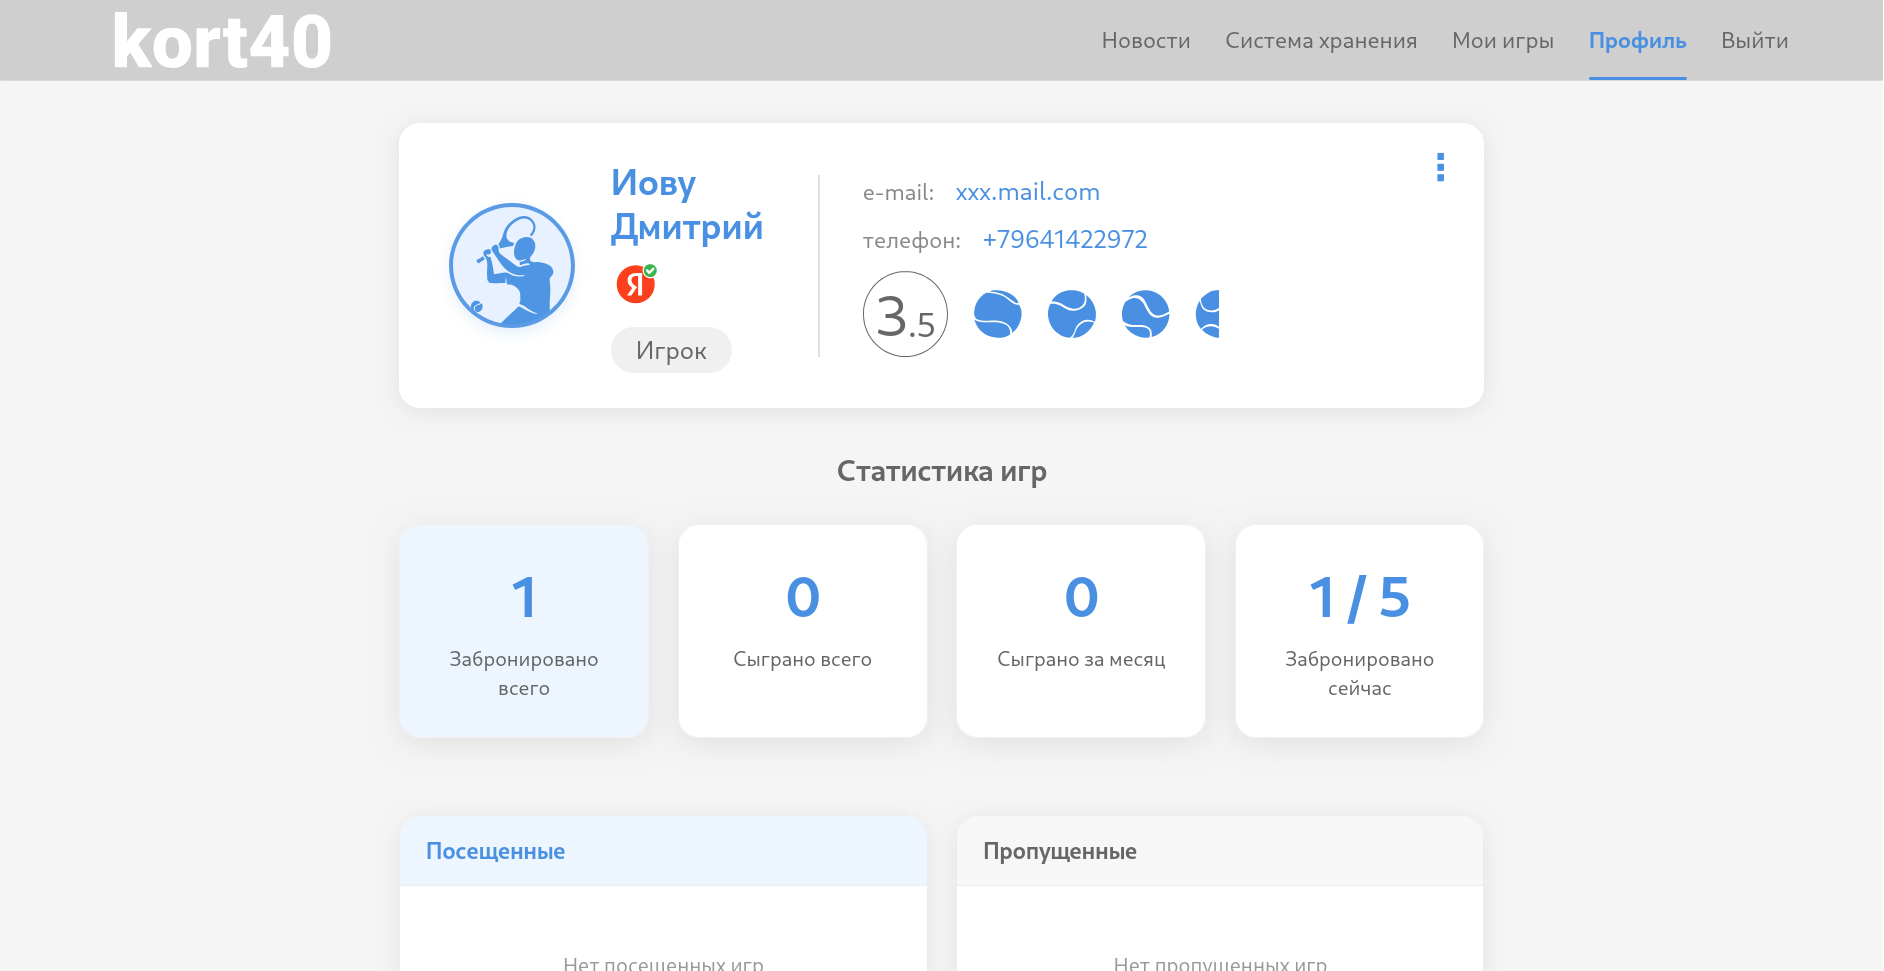 kort40
Новости Система хранения Мои игры Профиль Выйти
Иову
Дмитрий
Я
Игрок
e-mail: xxx.mail.com
телефон: +79641422972
3.5
Статистика игр
1
Забронировано
всего
0
Сыграно всего
0
Сыграно за месяц
1 / 5
Забронировано
сейчас
Посещенные
Нет посещенных игр
Пропущенные
Нет пропущенных игр